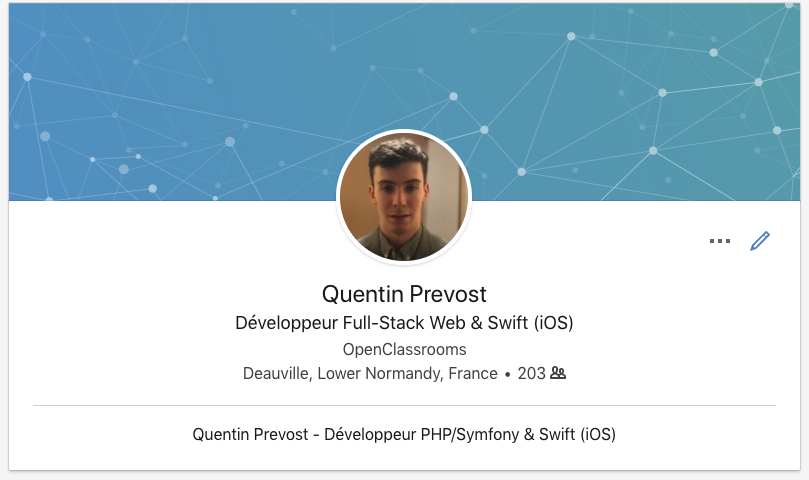 Quentin Prevost
Développeur Full-Stack Web & Swift (iOS)
OpenClassrooms
Deauville, Lower Normandy, France • 203
Quentin Prevost - Développeur PHP/Symfony & Swift (iOS)